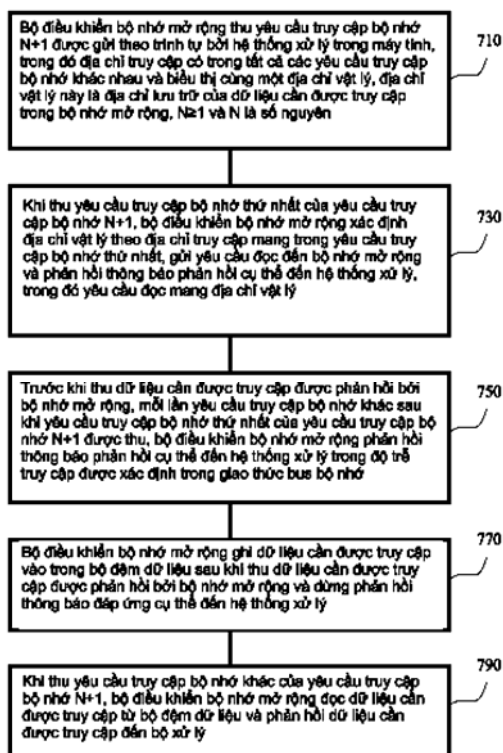 Bộ điều khiển bộ nhớ mở rộng thu yêu cầu truy cập bộ nhớ
N+1 được gửi theo trình tự bởi hệ thống xử lý trong máy tính,
trong đó địa chỉ truy cập có trong tất cả các yêu cầu truy cập
bộ nhớ khác nhau và biểu thị cùng một địa chỉ vật lý, địa chỉ
vật lý này là địa chỉ lưu trữ của dữ liệu cần được truy cập
trong bộ nhớ mở rộng, N≥1 và N là số nguyên
710
Khi thu yêu cầu truy cập bộ nhớ thứ nhất của yêu cầu truy
cập bộ nhớ N+1, bộ điều khiển bộ nhớ mở rộng xác định
địa chỉ vật lý theo địa chỉ truy cập mang trong yêu cầu truy
cập bộ nhớ thứ nhất, gửi yêu cầu đọc đến bộ nhớ mở rộng
và phản hồi thông báo phản hồi cụ thể đến hệ thống xử lý,
trong đó yêu cầu đọc mang địa chỉ vật lý
730
Trước khi thu dữ liệu cần được truy cập được phản hồi bởi
bộ nhớ mở rộng, mỗi lần yêu cầu truy cập bộ nhớ khác sau
khi yêu cầu truy cập bộ nhớ thứ nhất của yêu cầu truy cập bộ
nhớ N+1 được thu, bộ điều khiển bộ nhớ mở rộng phản hồi
thông báo phản hồi cụ thể đến hệ thống xử lý trong độ trễ
truy cập được xác định trong giao thức bus bộ nhớ
750
Bộ điều khiển bộ nhớ mở rộng ghi dữ liệu cần được truy cập
vào trong bộ đệm dữ liệu sau khi thu dữ liệu cần được truy
cập được phản hồi bởi bộ nhớ mở rộng và dừng phản hồi
thông báo đáp ứng cụ thể đến hệ thống xử lý
770
Khi thu yêu cầu truy cập bộ nhớ khác của yêu cầu truy cập
bộ nhớ N+1, bộ điều khiển bộ nhớ mở rộng đọc dữ liệu cần
được truy cập từ bộ đệm dữ liệu và phản hồi dữ liệu cần
được truy cập đến bộ xử lý
790